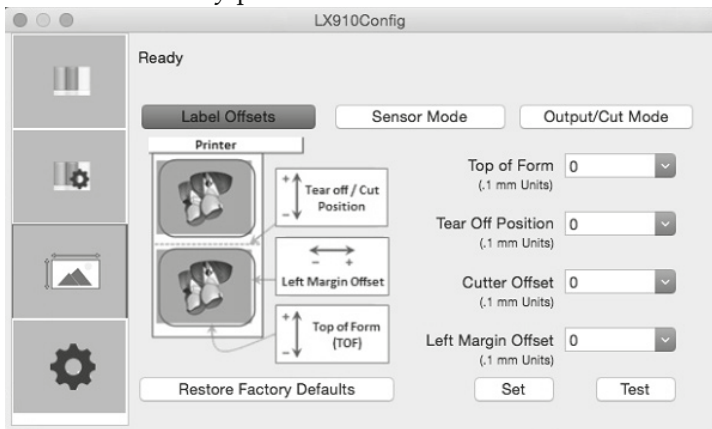 LX910Config
Ready
Label Offsets
Sensor Mode
Output/Cut Mode
Printer
+
Tear off / Cut
Position
–
– +
Left Margin Offset
+
Top of Form
(TOF)
–
Top of Form 0
(.1 mm Units)
Tear Off Position 0
(.1 mm Units)
Cutter Offset 0
(.1 mm Units)
Left Margin Offset 0
(.1 mm Units)
Restore Factory Defaults
Set
Test